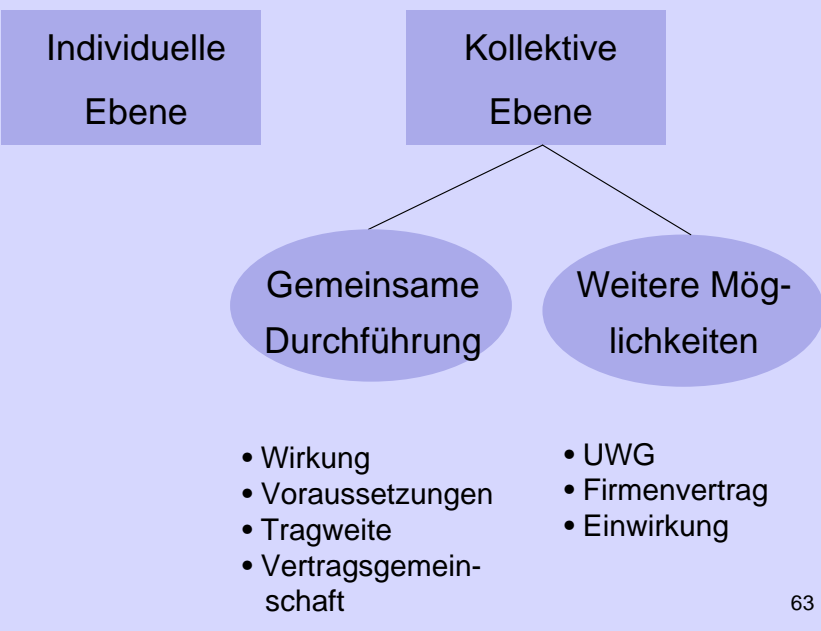 Individuelle
Ebene
Kollektive
Ebene
Gemeinsame
Durchführung
Weitere Mög-
lichkeiten
• Wirkung
• Voraussetzungen
• Tragweite
• Vertragsgemein-
schaft
• UWG
• Firmenvertrag
• Einwirkung
63